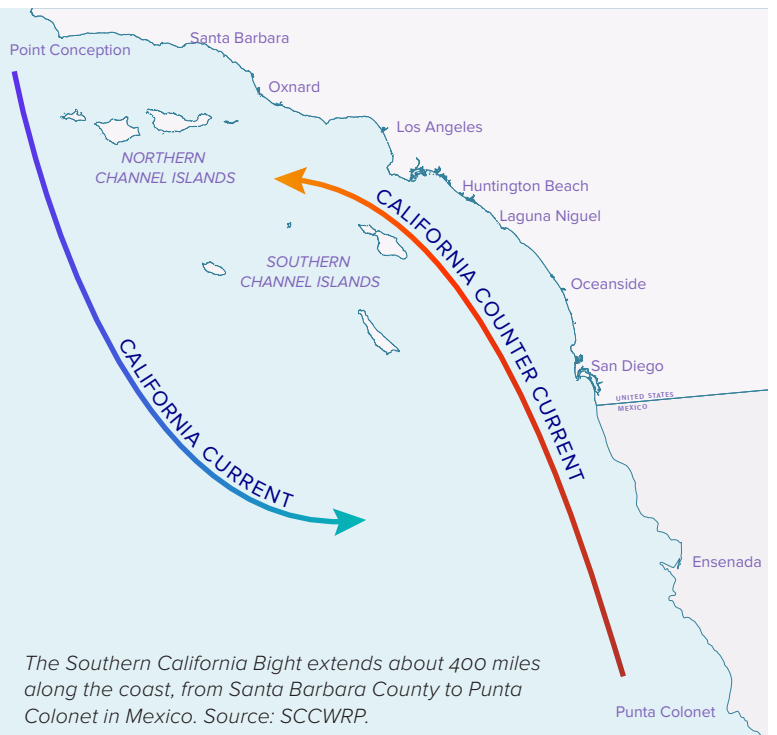 Santa Barbara
Point Conception
Oxnard
Los Angeles
NORTHERN
CHANNEL ISLANDS
Huntington Beach
Laguna Niguel
CALIFORNIA COUNTER CURRENT
SOUTHERN
CHANNEL ISLANDS
Oceanside
CALIFORNIA CURRENT
San Diego
UNITED STATES
MEXICO
Ensenada
The Southern California Bight extends about 400 miles
along the coast, from Santa Barbara County to Punta
Colonet in Mexico. Source: SCCWRP.
Punta Colonet